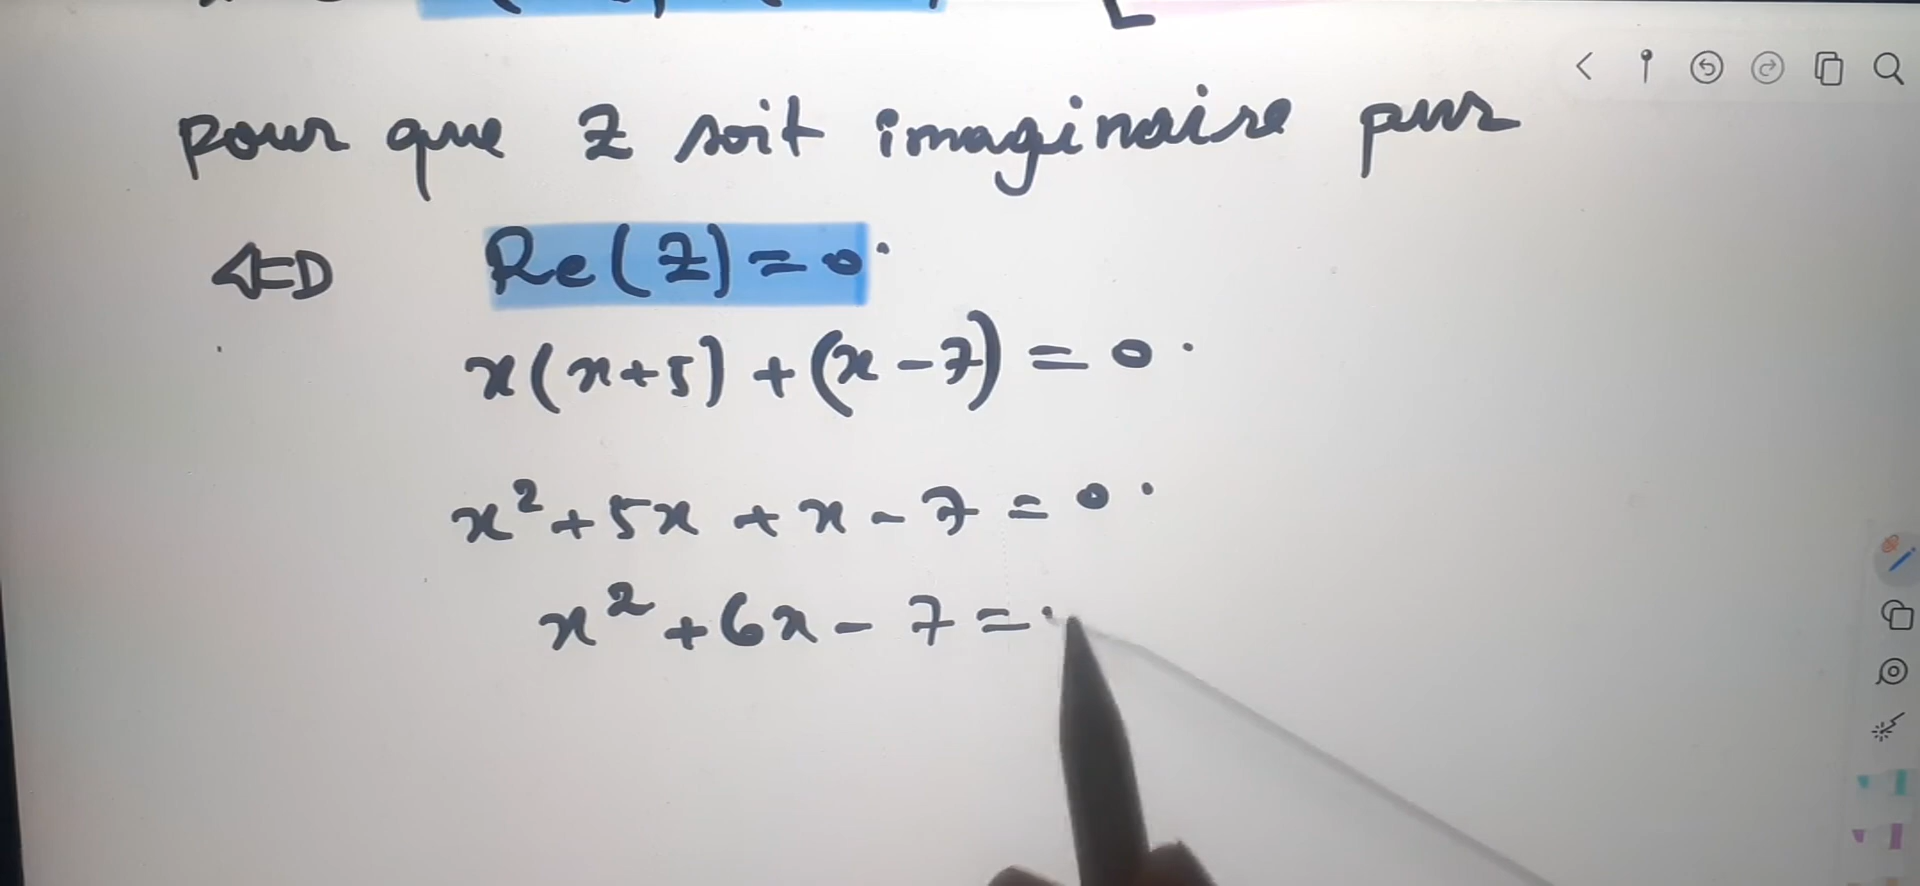 pour que z soit imaginaire pur
⇔ Re(z) = 0.
x(x+5) + (x-7) = 0.
x² + 5x + x - 7 = 0.
x² + 6x - 7 =